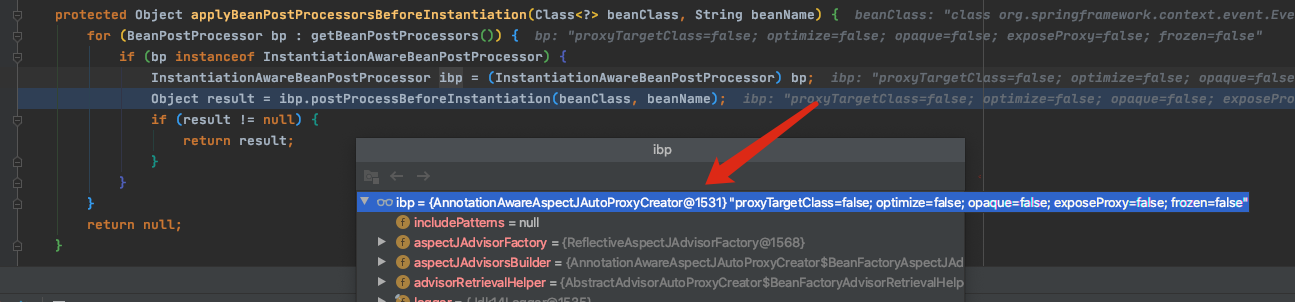 protected Object applyBeanPostProcessorsBeforeInstantiation(Class<?> beanClass, String beanName) { beanClass: "class org.springframework.context.event.Eve
for (BeanPostProcessor bp : getBeanPostProcessors()) { bp: "proxyTargetClass=false; optimize=false; opaque=false; exposeProxy=false; frozen=false"
if (bp instanceof InstantiationAwareBeanPostProcessor) {
InstantiationAwareBeanPostProcessor ibp = (InstantiationAwareBeanPostProcessor) bp; ibp: "proxyTargetClass=false; optimize=false; opaque=false
Object result = ibp.postProcessBeforeInstantiation(beanClass, beanName); ibp: "proxyTargetClass=false; optimize=false; opaque=false; exposePro
if (result != null) {
return result;
}
}
}
return null;
}
ibp
ibp = {AnnotationAwareAspectJAutoProxyCreator@1531} "proxyTargetClass=false; optimize=false; opaque=false; exposeProxy=false; frozen=false"
f includePatterns = null
f aspectJAdvisorFactory = {ReflectiveAspectJAdvisorFactory@1568}
f aspectJAdvisorsBuilder = {AnnotationAwareAspectJAutoProxyCreator$BeanFactoryAspectJAd
f advisorRetrievalHelper = {AbstractAdvisorAutoProxyCreator$BeanFactoryAdvisorRetrievalHelp
f logger = {Jdk14Logger@1535}